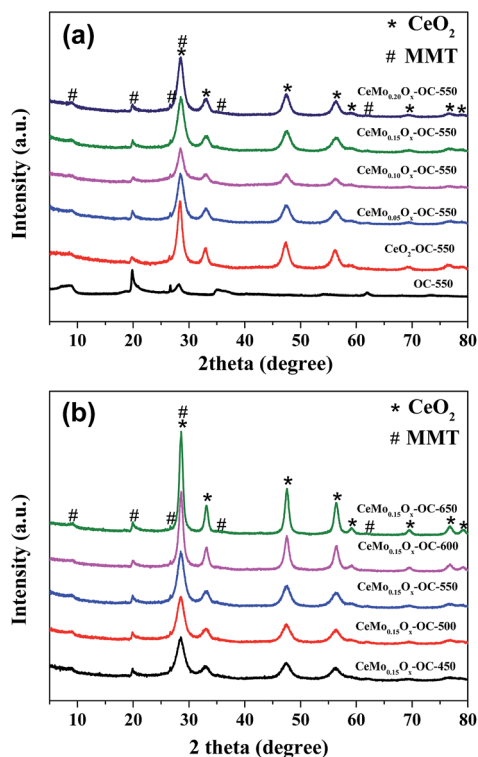 (a)
* CeO₂
# MMT
#
*
# # # * # * * * # * * *
CeMo₀.₂₀Oₓ-OC-550
CeMo₀.₁₅Oₓ-OC-550
CeMo₀.₁₀Oₓ-OC-550
CeMo₀.₀₅Oₓ-OC-550
CeO₂-OC-550
OC-550
Intensity (a.u.)
10 20 30 40 50 60 70 80
2theta (degree)
(b)
* CeO₂
# MMT
#
*
# # # * # * * * # * * *
CeMo₀.₁₅Oₓ-OC-650
CeMo₀.₁₅Oₓ-OC-600
CeMo₀.₁₅Oₓ-OC-550
CeMo₀.₁₅Oₓ-OC-500
CeMo₀.₁₅Oₓ-OC-450
Intensity (a.u.)
10 20 30 40 50 60 70 80
2 theta (degree)